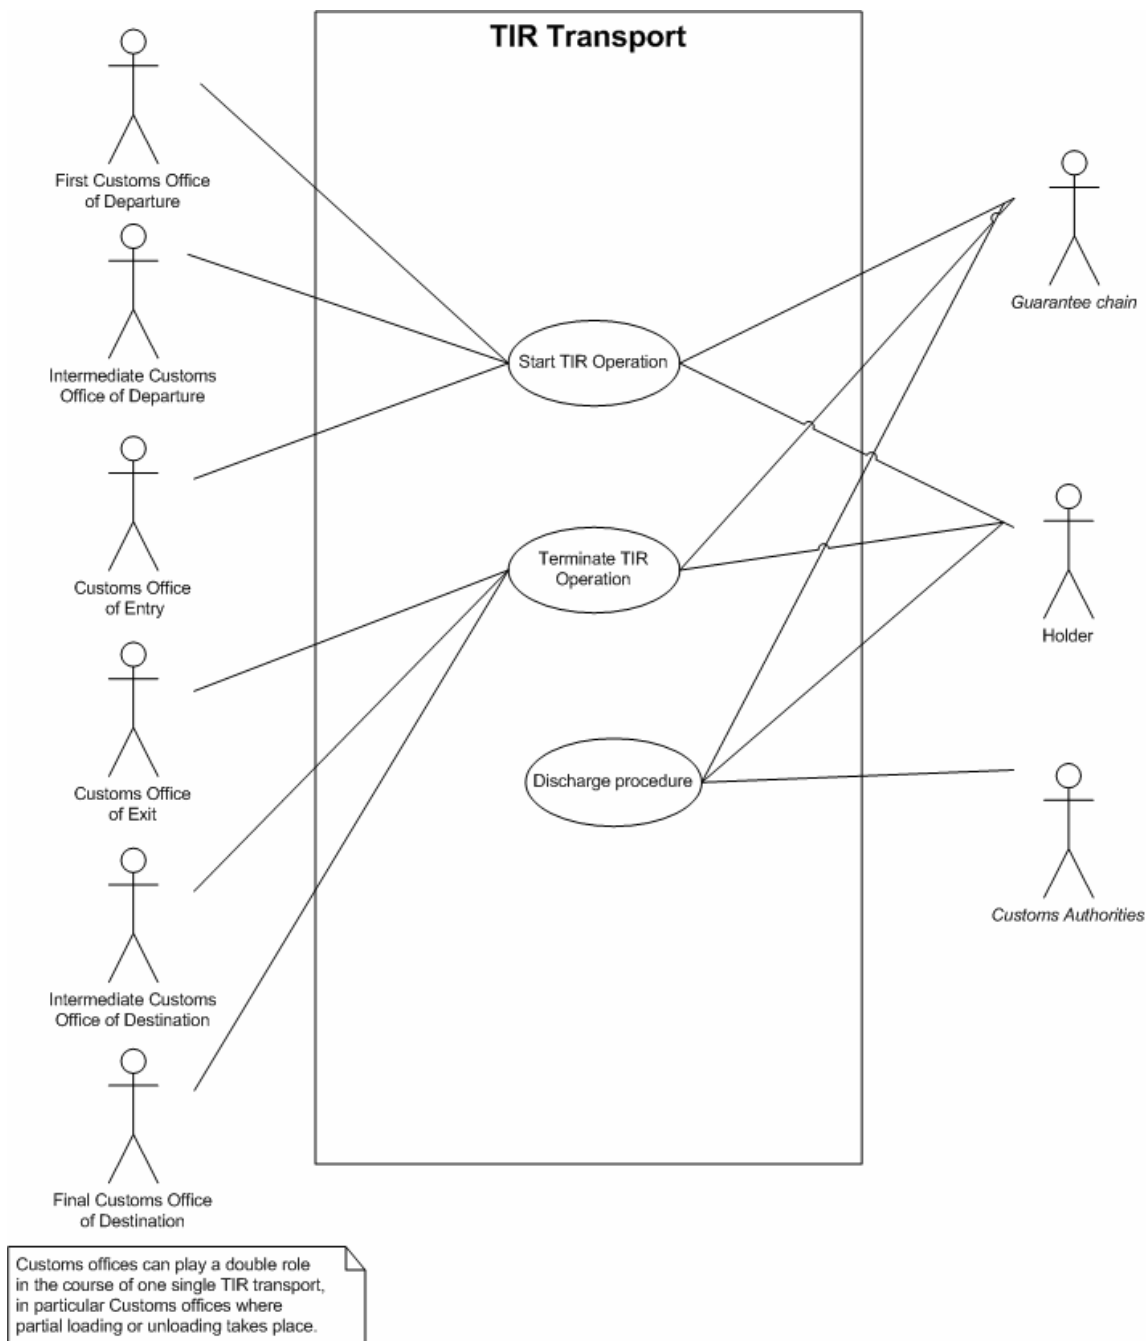 TIR Transport
First Customs Office
of Departure
Intermediate Customs
Office of Departure
Customs Office
of Entry
Customs Office
of Exit
Intermediate Customs
Office of Destination
Final Customs Office
of Destination
Start TIR Operation
Terminate TIR
Operation
Discharge procedure
Guarantee chain
Holder
Customs Authorities
Customs offices can play a double role
in the course of one single TIR transport,
in particular Customs offices where
partial loading or unloading takes place.